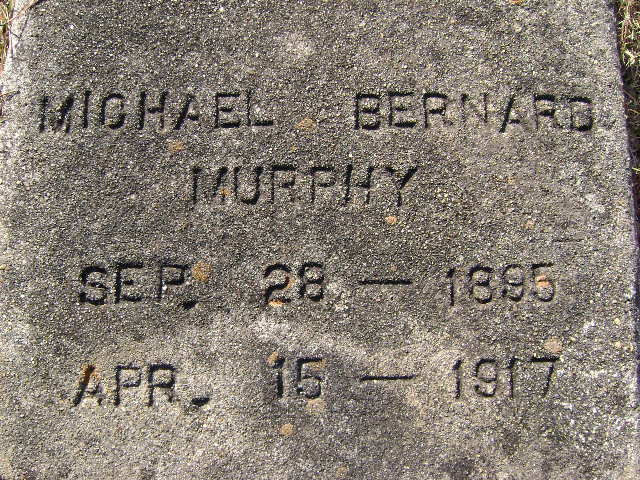 MICHAEL BERNARD
MURPHY
SEP. 28 — 1895
APR. 15 — 1917